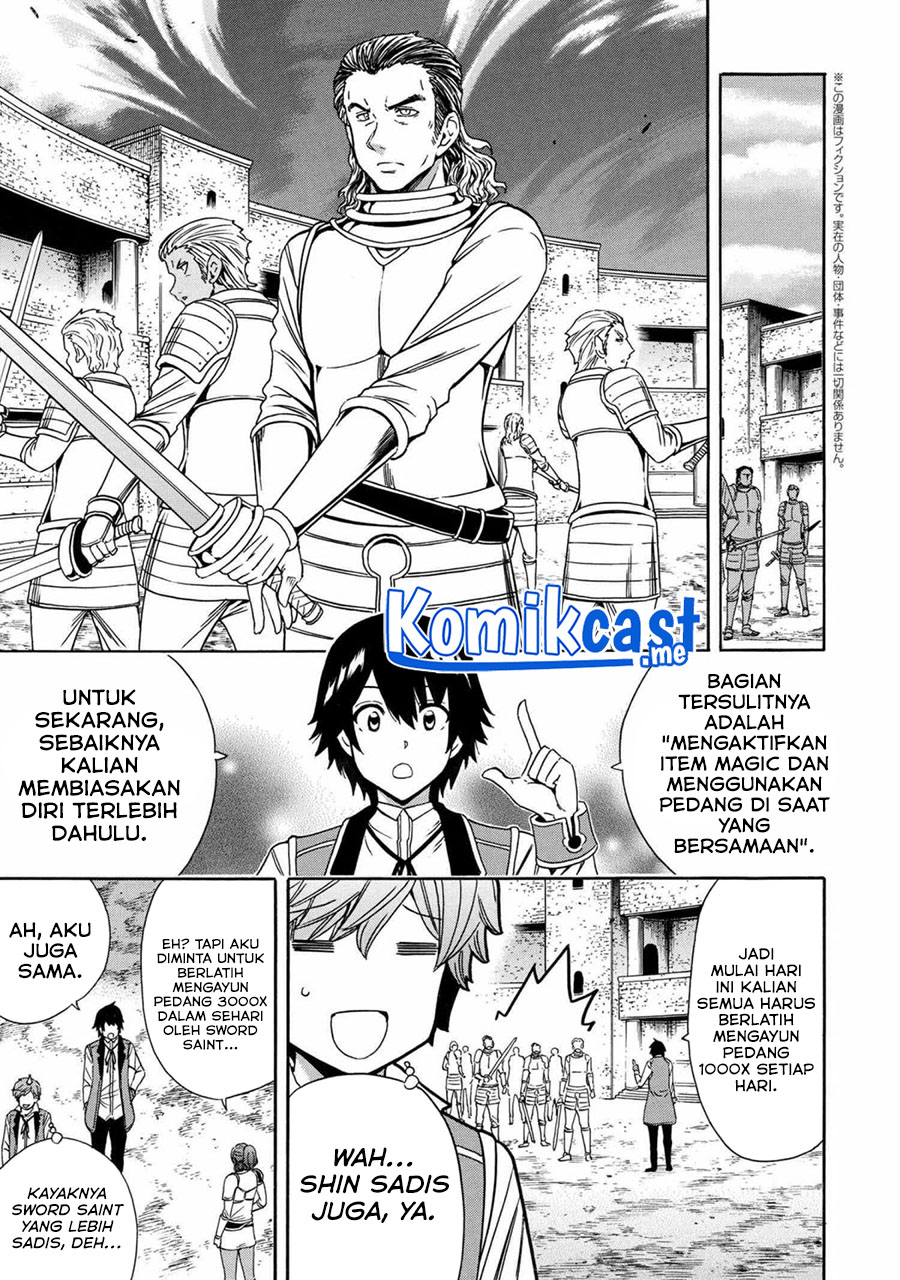 ※この漫画はフィクションです。実在の人物・団体・事件などには一切関係ありません。
Komikcast
.me
BAGIAN
TERSULITNYA
ADALAH
"MENGAKTIFKAN
ITEM MAGIC DAN
MENGGUNAKAN
PEDANG DI SAAT
YANG
BERSAMAAN".
UNTUK
SEKARANG,
SEBAIKNYA
KALIAN
MEMBIASAKAN
DIRI TERLEBIH
DAHULU.
JADI
MULAI HARI
INI KALIAN
SEMUA HARUS
BERLATIH
MENGAYUN
PEDANG
1000X SETIAP
HARI.
WAH...
SHIN SADIS
JUGA, YA.
EH? TAPI AKU
DIMINTA UNTUK
BERLATIH
MENGAYUN
PEDANG 3000X
DALAM SEHARI
OLEH SWORD
SAINT...
AH, AKU
JUGA
SAMA.
KAYAKNYA
SWORD SAINT
YANG LEBIH
SADIS, DEH...